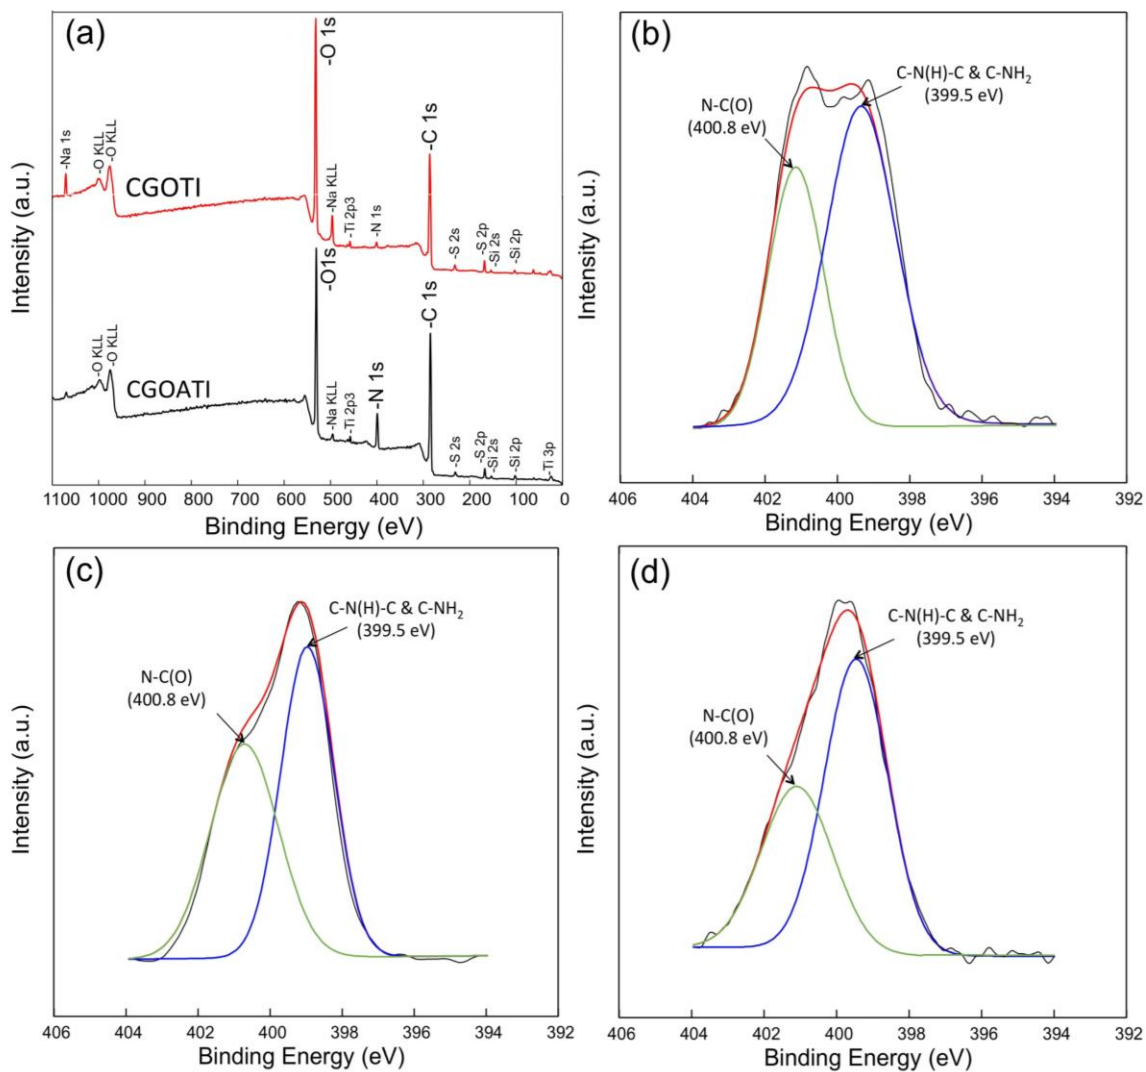 (a)
-O 1s
-Na 1s
-O KLL
-O KLL
CGOTI
-Na KLL
-Ti 2p3
-N 1s
-C 1s
-S 2s
-S 2p
-Si 2s
-Si 2p
-O KLL
-O KLL
CGOATI
-O1s
-Na KLL
-Ti 2p3
-N 1s
-C 1s
-S 2s
-S 2p
-Si 2s
-Si 2p
-Ti 3p
Intensity (a.u.)
1100 1000 900 800 700 600 500 400 300 200 100 0
Binding Energy (eV)
(b)
C-N(H)-C & C-NH₂
(399.5 eV)
N-C(O)
(400.8 eV)
Intensity (a.u.)
406 404 402 400 398 396 394 392
Binding Energy (eV)
(c)
C-N(H)-C & C-NH₂
(399.5 eV)
N-C(O)
(400.8 eV)
Intensity (a.u.)
406 404 402 400 398 396 394 392
Binding Energy (eV)
(d)
C-N(H)-C & C-NH₂
(399.5 eV)
N-C(O)
(400.8 eV)
Intensity (a.u.)
406 404 402 400 398 396 394 392
Binding Energy (eV)